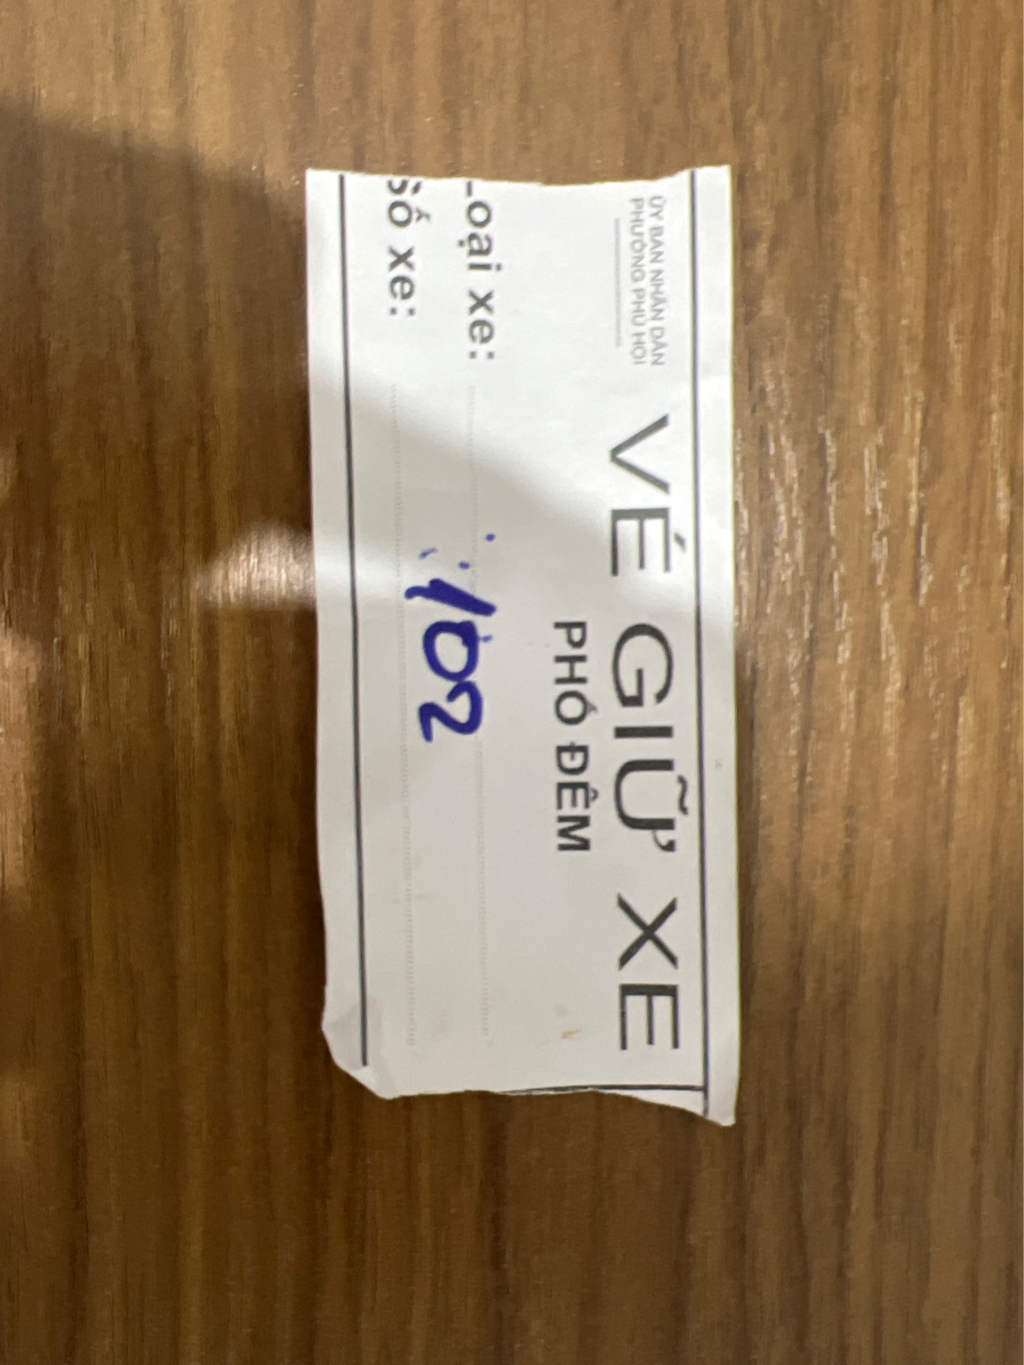 ỦY BAN NHÂN DÂN
PHƯỜNG PHÚ HỘI
VÉ GIỮ XE
PHỐ ĐÊM
Loại xe:
102
Số xe: